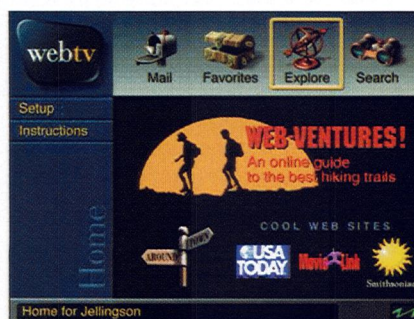 webtv
Mail Favorites Explore Search
Setup
Instructions
Home
WEB-VENTURES!
An online guide
to the best hiking trails
COOL WEB SITES
AROUND TOWN
USA TODAY
MovieLink
Smithsonian
Home for Jellingson